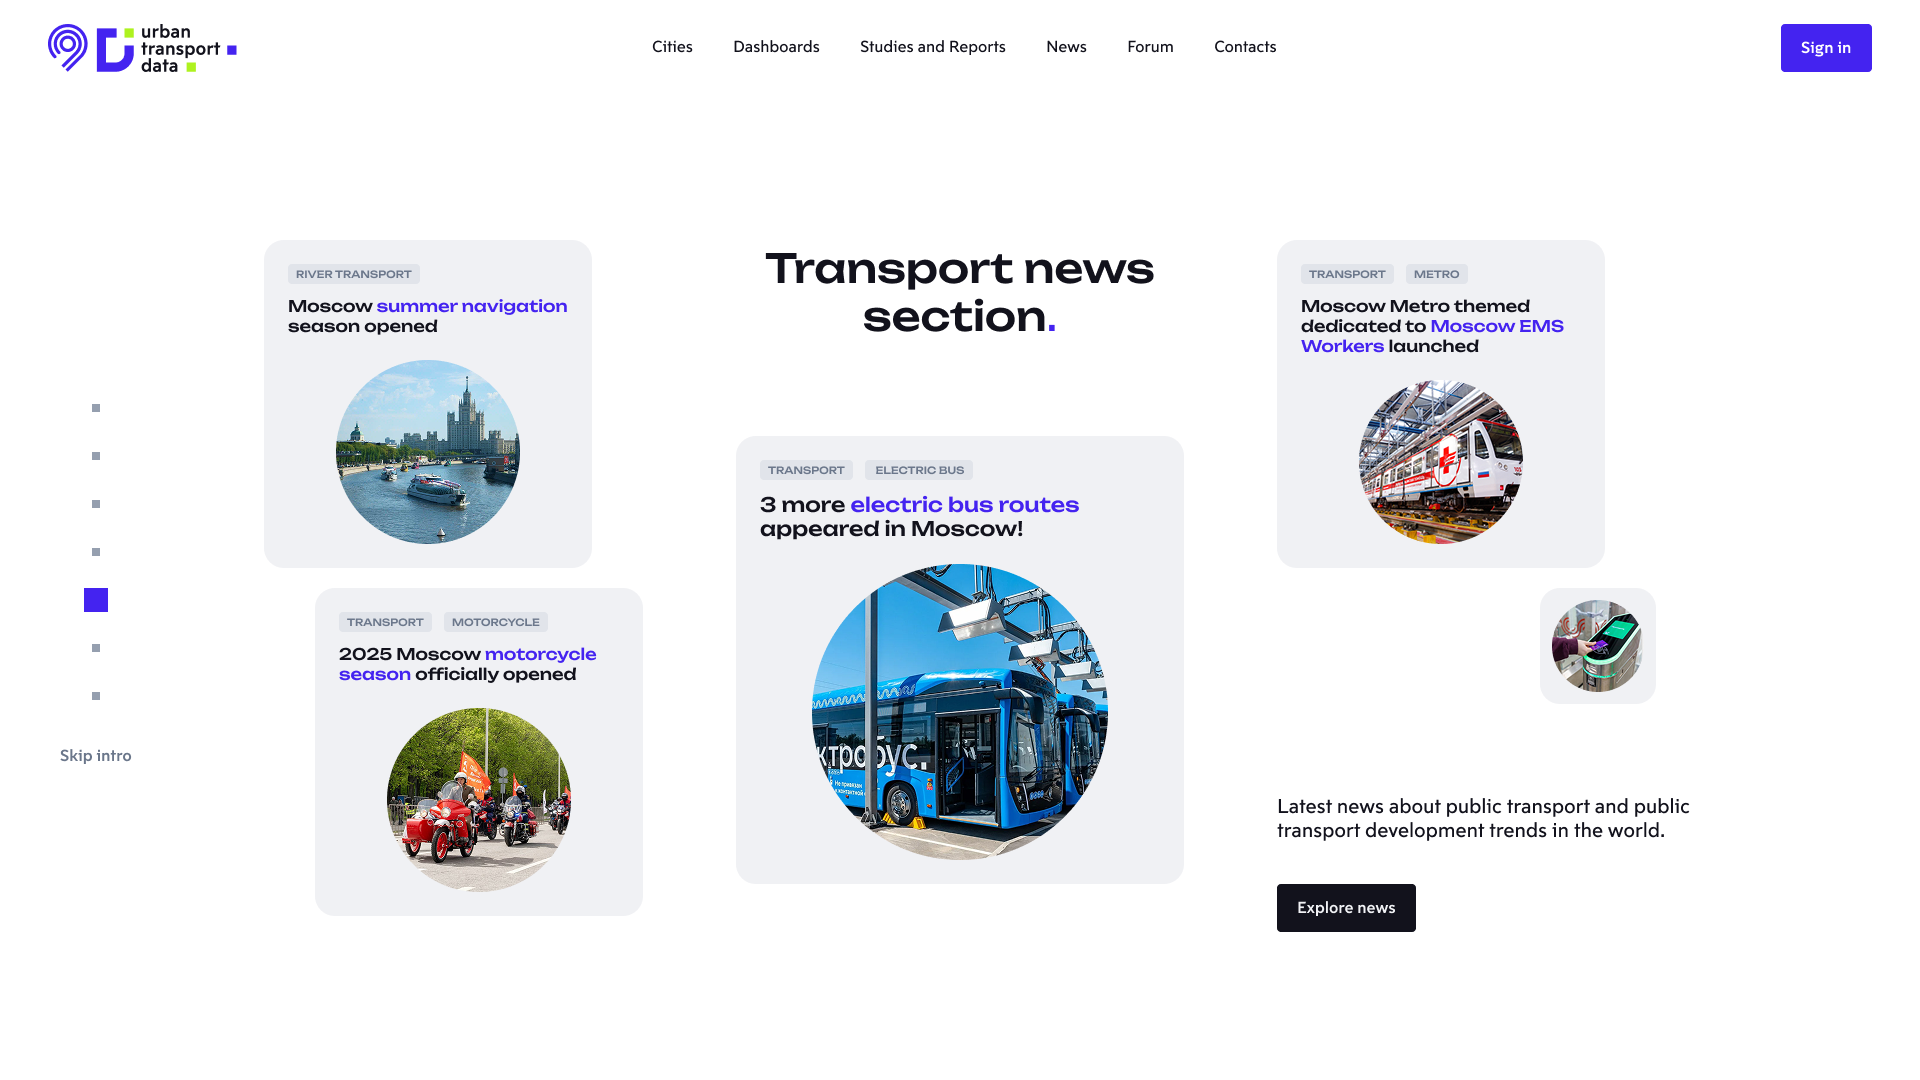 urban
transport
data
Cities
Dashboards
Studies and Reports
News
Forum
Contacts
Sign in
RIVER TRANSPORT
Moscow summer navigation
season opened
Transport news
section.
TRANSPORT
METRO
Moscow Metro themed
dedicated to Moscow EMS
Workers launched
TRANSPORT
ELECTRIC BUS
3 more electric bus routes
appeared in Moscow!
ктробус.
TRANSPORT
MOTORCYCLE
2025 Moscow motorcycle
season officially opened
Skip intro
Latest news about public transport and public
transport development trends in the world.
Explore news